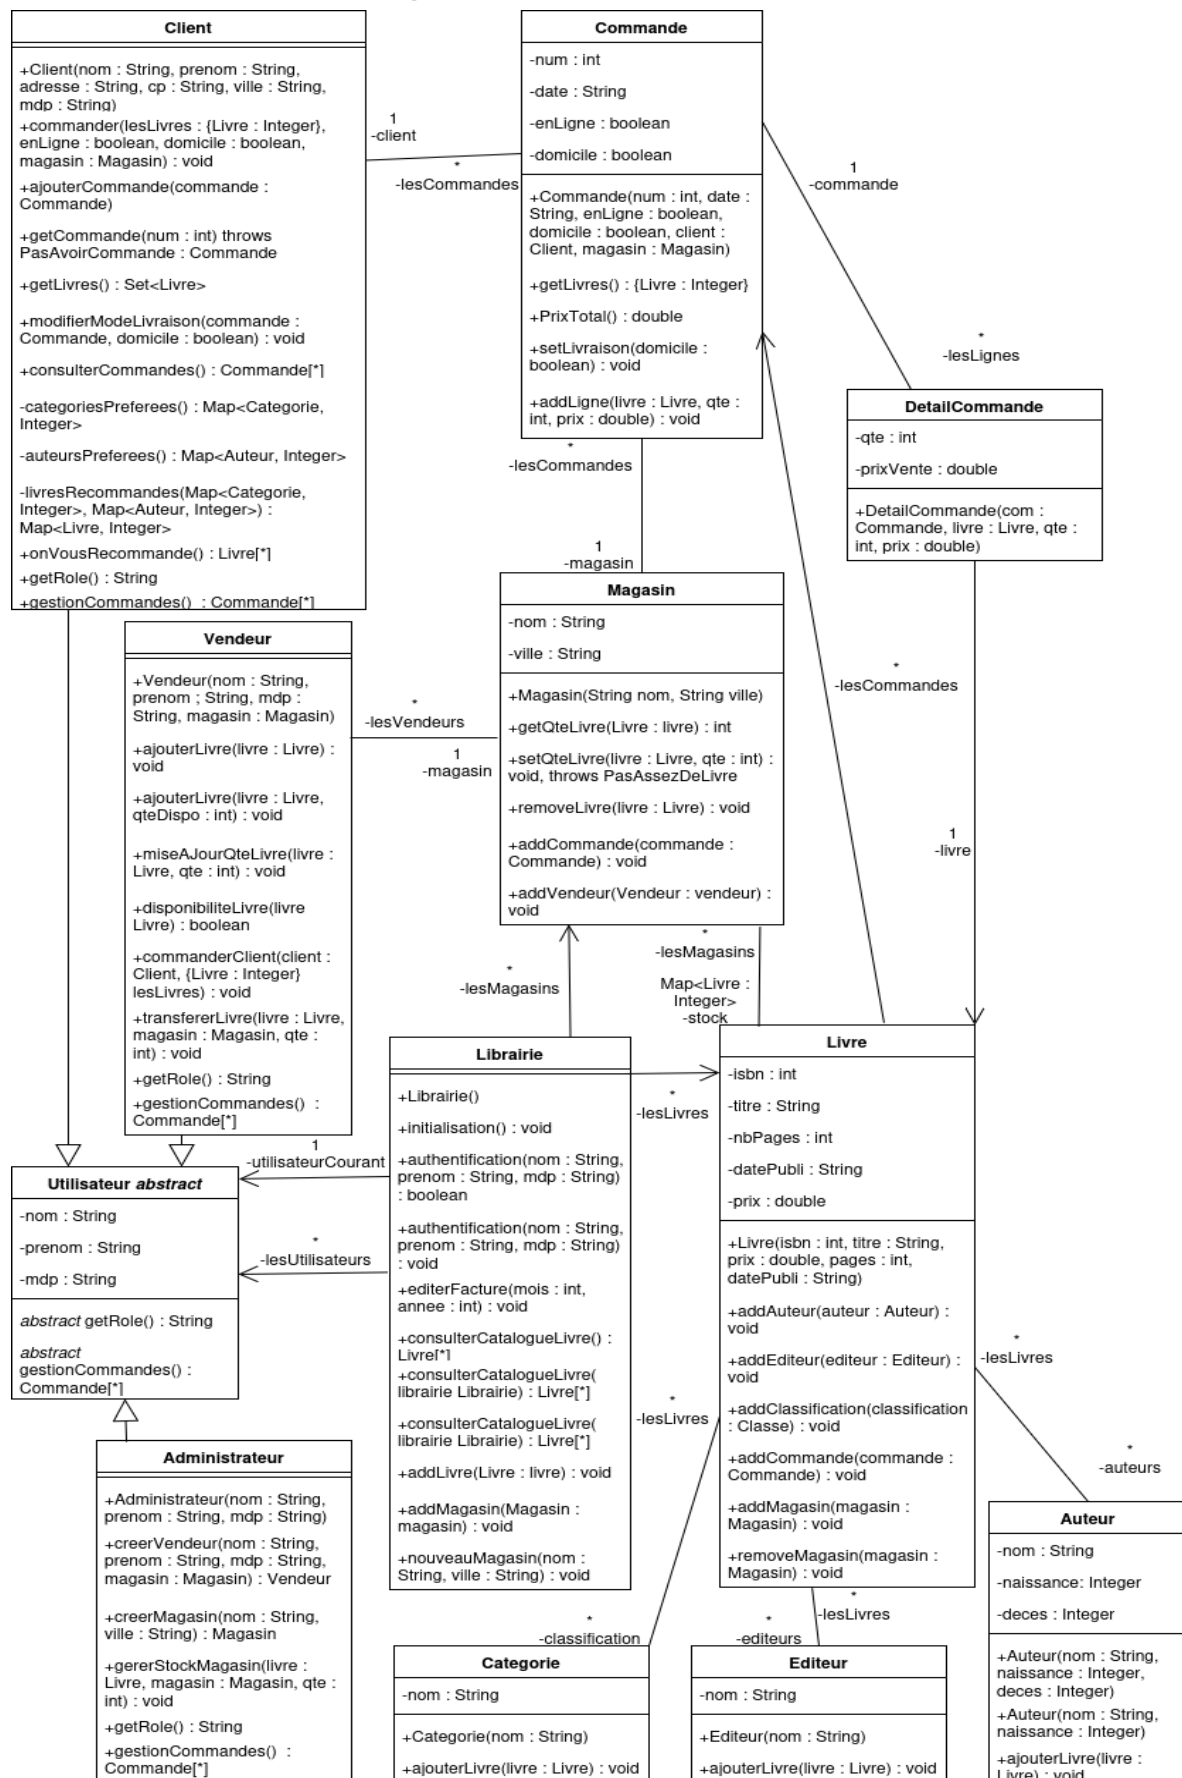 Client
+Client(nom : String, prenom : String,
adresse : String, cp : String, ville : String,
mdp : String)
+commander(lesLivres : {Livre : Integer},
enLigne : boolean, domicile : boolean,
magasin : Magasin) : void
+ajouterCommande(commande :
Commande)
+getCommande(num : int) throws
PasAvoirCommande : Commande
+getLivres() : Set<Livre>
+modifierModeLivraison(commande :
Commande, domicile : boolean) : void
+consulterCommandes() : Commande[*]
-categoriesPreferees() : Map<Categorie,
Integer>
-auteursPreferees() : Map<Auteur, Integer>
-livresRecommandes(Map<Categorie,
Integer>, Map<Auteur, Integer>) :
Map<Livre, Integer>
+onVousRecommande() : Livre[*]
+getRole() : String
+gestionCommandes() : Commande[*]
1
-client
*
-lesCommandes
Commande
-num : int
-date : String
-enLigne : boolean
-domicile : boolean
+Commande(num : int, date :
String, enLigne : boolean,
domicile : boolean, client :
Client, magasin : Magasin)
+getLivres() : {Livre : Integer}
+PrixTotal() : double
+setLivraison(domicile :
boolean) : void
+addLigne(livre : Livre, qte :
int, prix : double) : void
1
-commande
*
-lesLignes
DetailCommande
-qte : int
-prixVente : double
+DetailCommande(com :
Commande, livre : Livre, qte :
int, prix : double)
*
-lesCommandes
1
-magasin
*
-lesCommandes
1
-livre
Vendeur
+Vendeur(nom : String,
prenom ; String, mdp :
String, magasin : Magasin)
+ajouterLivre(livre : Livre) :
void
+ajouterLivre(livre : Livre,
qteDispo : int) : void
+miseAJourQteLivre(livre :
Livre, qte : int) : void
+disponibiliteLivre(livre
Livre) : boolean
+commanderClient(client :
Client, {Livre : Integer}
lesLivres) : void
+transfererLivre(livre : Livre,
magasin : Magasin, qte :
int) : void
+getRole() : String
+gestionCommandes() :
Commande[*]
*
-lesVendeurs
1
-magasin
Magasin
-nom : String
-ville : String
+Magasin(String nom, String ville)
+getQteLivre(Livre : livre) : int
+setQteLivre(livre : Livre, qte : int) :
void, throws PasAssezDeLivre
+removeLivre(livre : Livre) : void
+addCommande(commande :
Commande) : void
+addVendeur(Vendeur : vendeur) :
void
*
-lesMagasins
*
-lesMagasins
Map<Livre :
Integer>
-stock
Librairie
+Librairie()
+initialisation() : void
+authentification(nom : String,
prenom : String, mdp : String)
: boolean
+authentification(nom : String,
prenom : String, mdp : String)
: void
+editerFacture(mois : int,
annee : int) : void
+consulterCatalogueLivre() :
Livre[*]
+consulterCatalogueLivre(
librairie Librairie) : Livre[*]
+consulterCatalogueLivre(
librairie Librairie) : Livre[*]
+addLivre(Livre : livre) : void
+addMagasin(Magasin :
magasin) : void
+nouveauMagasin(nom :
String, ville : String) : void
*
-lesLivres
Livre
-isbn : int
-titre : String
-nbPages : int
-datePubli : String
-prix : double
+Livre(isbn : int, titre : String,
prix : double, pages : int,
datePubli : String)
+addAuteur(auteur : Auteur) :
void
+addEditeur(editeur : Editeur) :
void
+addClassification(classification
: Classe) : void
+addCommande(commande :
Commande) : void
+addMagasin(magasin :
Magasin) : void
+removeMagasin(magasin :
Magasin) : void
1
-utilisateurCourant
*
-lesUtilisateurs
Utilisateur abstract
-nom : String
-prenom : String
-mdp : String
abstract getRole() : String
abstract
gestionCommandes() :
Commande[*]
Administrateur
+Administrateur(nom : String,
prenom : String, mdp : String)
+creerVendeur(nom : String,
prenom : String, mdp : String,
magasin : Magasin) : Vendeur
+creerMagasin(nom : String,
ville : String) : Magasin
+gererStockMagasin(livre :
Livre, magasin : Magasin, qte :
int) : void
+getRole() : String
+gestionCommandes() :
Commande[*]
*
-lesLivres
*
-classification
Categorie
-nom : String
+Categorie(nom : String)
+ajouterLivre(livre : Livre) : void
*
-lesLivres
*
-editeurs
Editeur
-nom : String
+Editeur(nom : String)
+ajouterLivre(livre : Livre) : void
*
-lesLivres
*
-auteurs
Auteur
-nom : String
-naissance: Integer
-deces : Integer
+Auteur(nom : String,
naissance : Integer,
deces : Integer)
+Auteur(nom : String,
naissance : Integer)
+ajouterLivre(livre :
Livre) : void